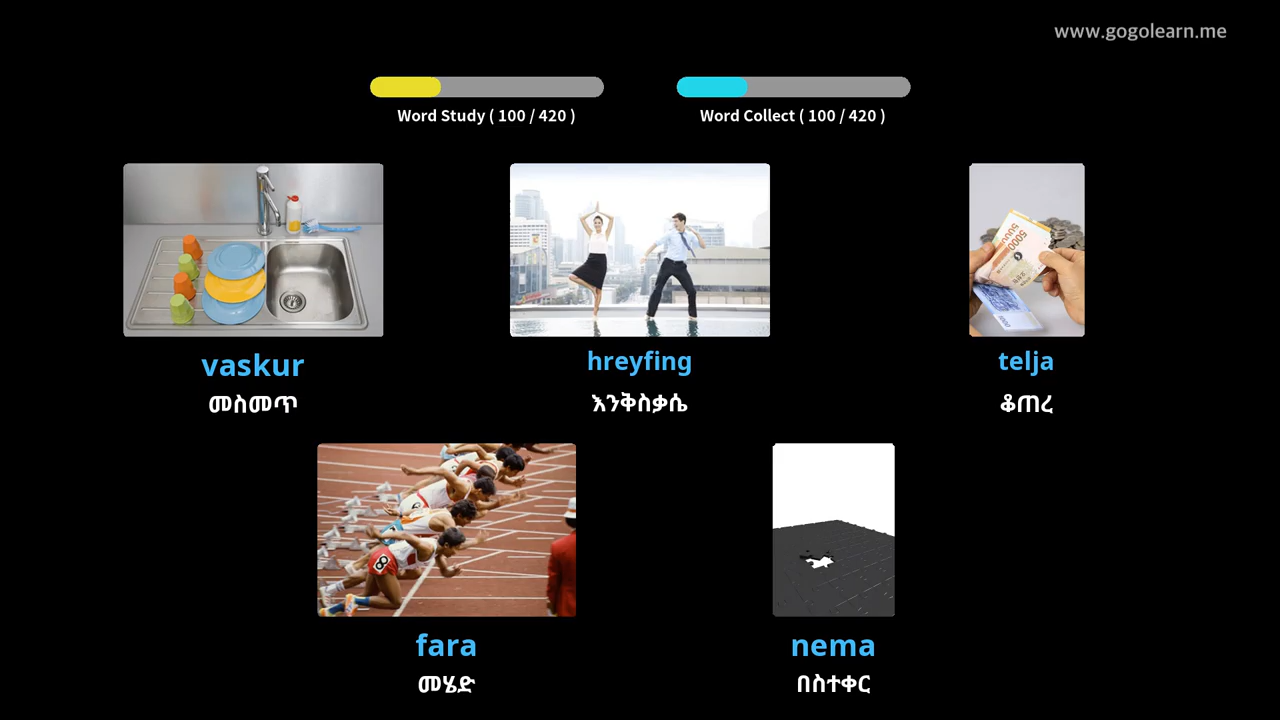 www.gogolearn.me
Word Study ( 100 / 420 )
Word Collect ( 100 / 420 )
vaskur
መስመጥ
hreyfing
እንቅስቃሴ
telja
ቆጠረ
fara
መሄድ
nema
በስተቀር